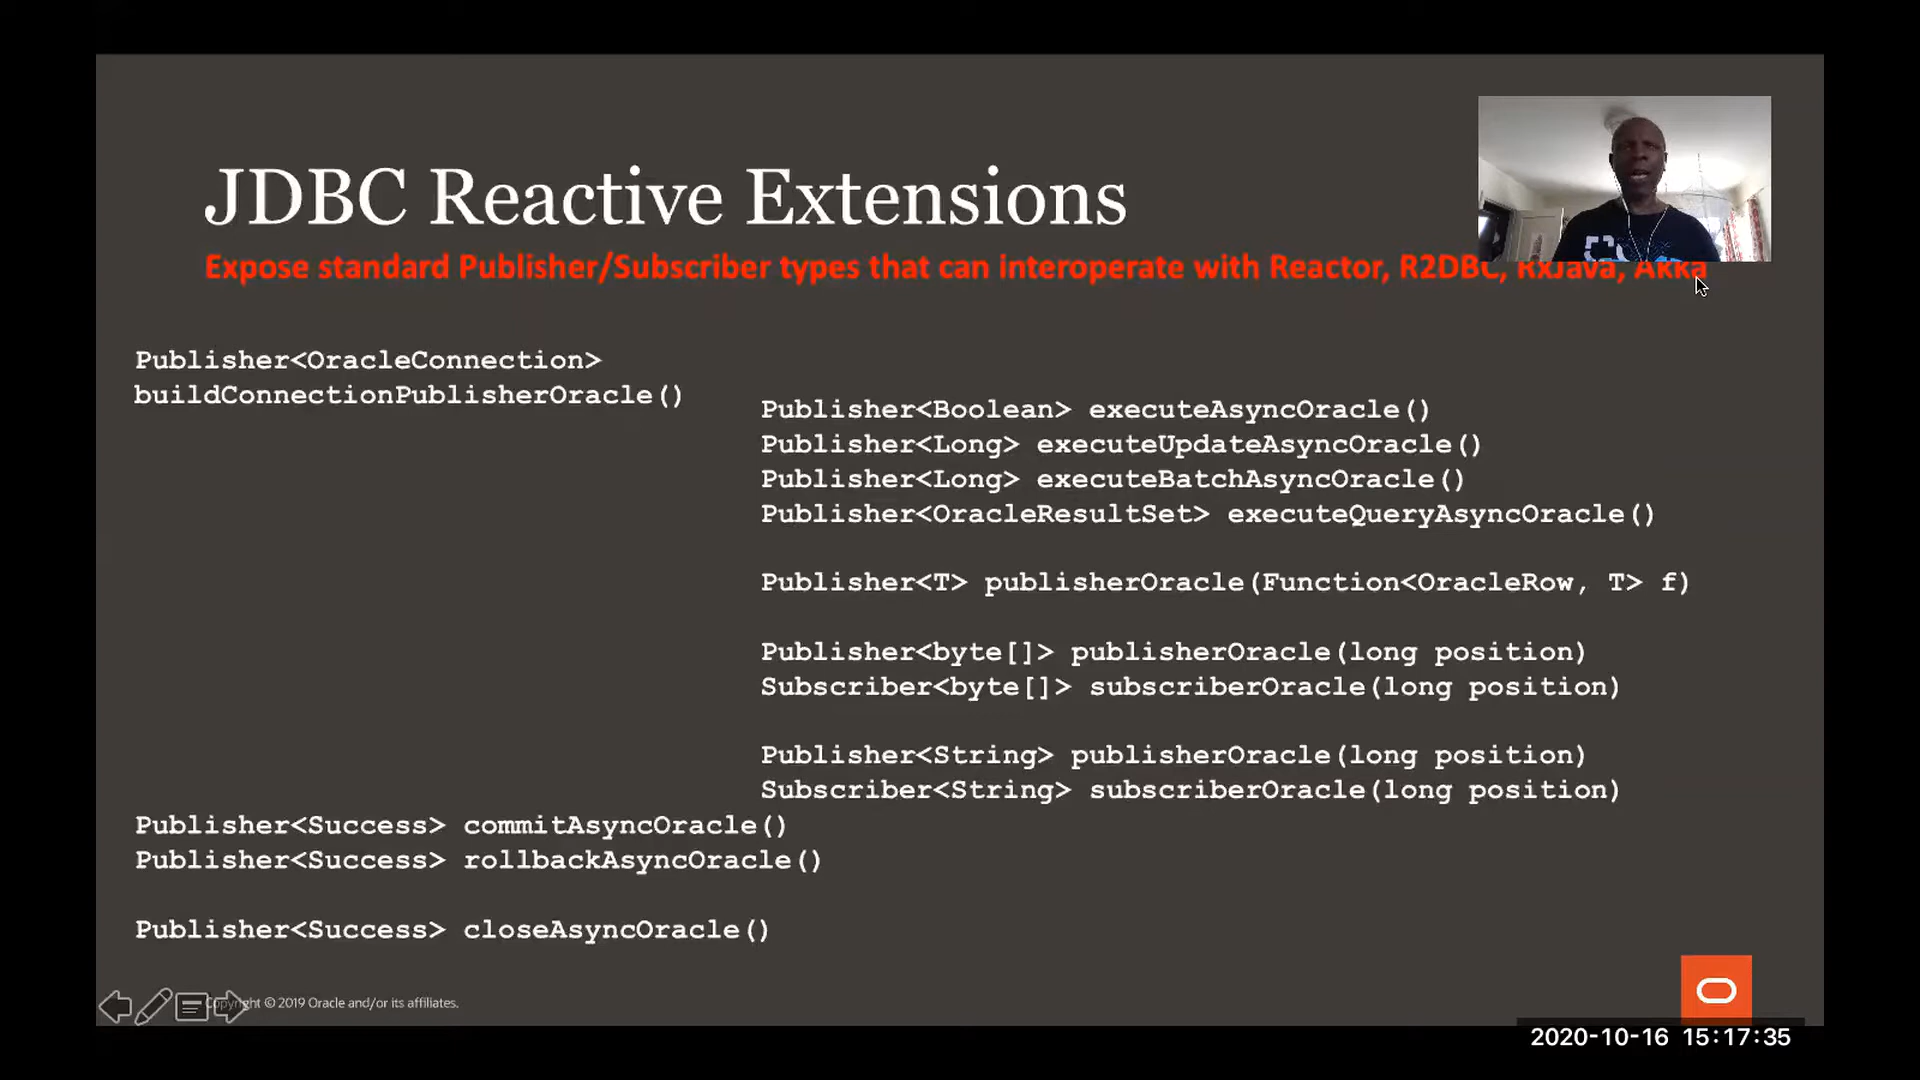 JDBC Reactive Extensions
Expose standard Publisher/Subscriber types that can interoperate with Reactor, R2DBC, RxJava, Akka
Publisher<OracleConnection>
buildConnectionPublisherOracle()
Publisher<Boolean> executeAsyncOracle()
Publisher<Long> executeUpdateAsyncOracle()
Publisher<Long> executeBatchAsyncOracle()
Publisher<OracleResultSet> executeQueryAsyncOracle()
Publisher<T> publisherOracle(Function<OracleRow, T> f)
Publisher<byte[]> publisherOracle(long position)
Subscriber<byte[]> subscriberOracle(long position)
Publisher<String> publisherOracle(long position)
Subscriber<String> subscriberOracle(long position)
Publisher<Success> commitAsyncOracle()
Publisher<Success> rollbackAsyncOracle()
Publisher<Success> closeAsyncOracle()
Copyright © 2019 Oracle and/or its affiliates.
2020-10-16 15:17:35